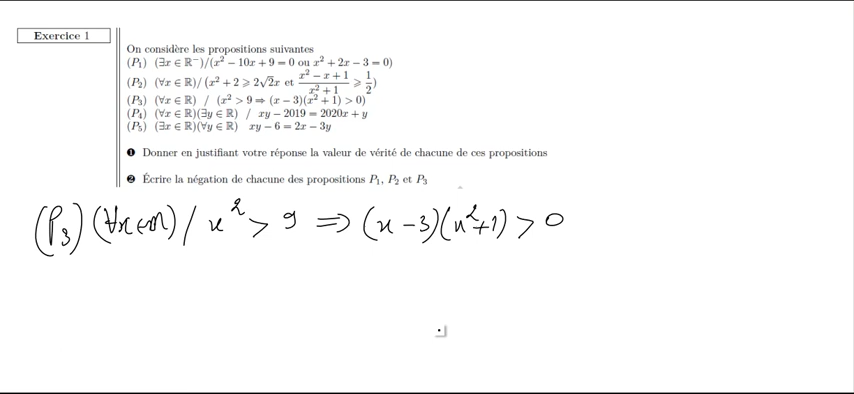 Exercice 1
On considère les propositions suivantes
(P₁) (∃x ∈ ℝ⁻)/(x² − 10x + 9 = 0 ou x² + 2x − 3 = 0)
(P₂) (∀x ∈ ℝ)/ (x² + 2 ⩾ 2√2x et (x² − x + 1)/(x² + 1) ⩾ 1/2)
(P₃) (∀x ∈ ℝ) / (x² > 9 ⇒ (x − 3)(x² + 1) > 0)
(P₄) (∀x ∈ ℝ)(∃y ∈ ℝ) / xy − 2019 = 2020x + y
(P₅) (∃x ∈ ℝ)(∀y ∈ ℝ) xy − 6 = 2x − 3y
❶ Donner en justifiant votre réponse la valeur de vérité de chacune de ces propositions
❷ Écrire la négation de chacune des propositions P₁, P₂ et P₃
(P₃) (∀x ∈ ℝ) / x² > 9 ⇒ (x − 3)(x² + 1) > 0